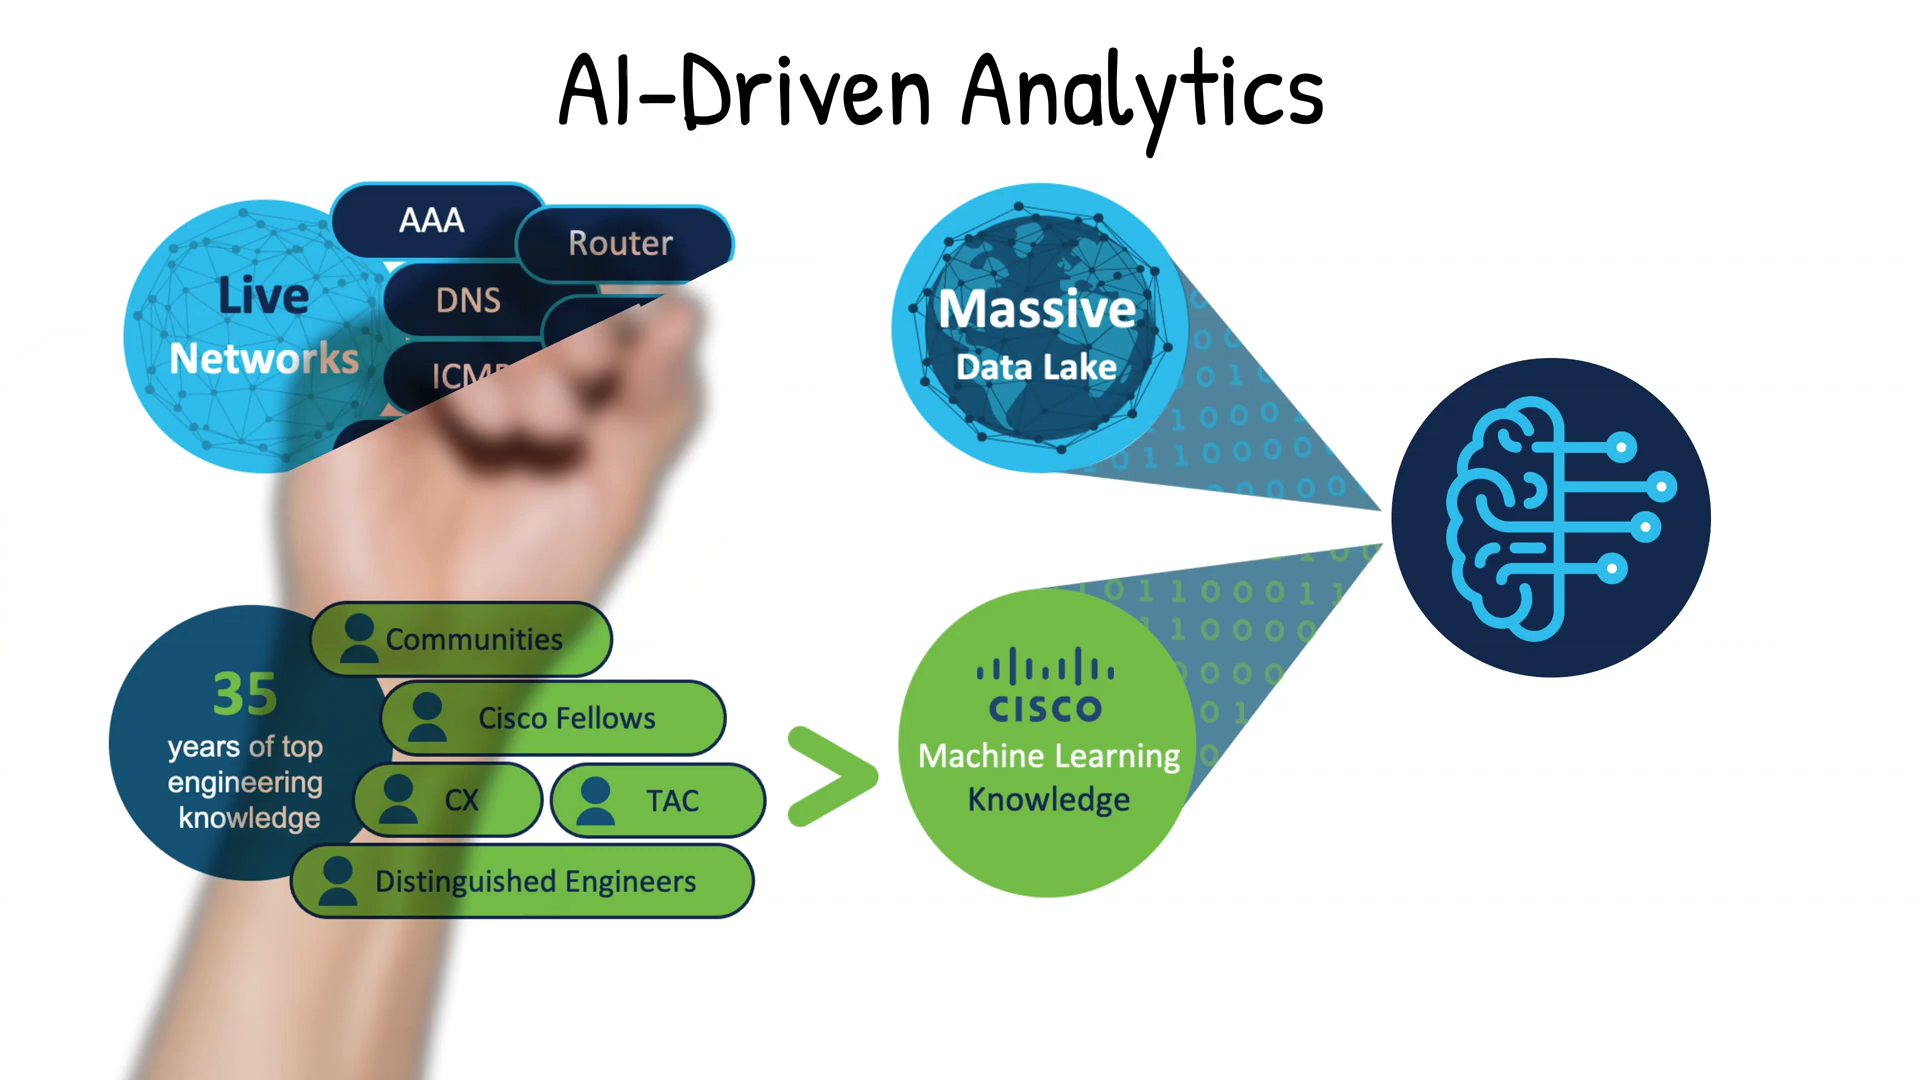 AI-Driven Analytics
Live
Networks
AAA
Router
DNS
Massive
Data Lake
35
years of top
engineering
knowledge
Communities
Cisco Fellows
CX
TAC
Distinguished Engineers
CISCO
Machine Learning
Knowledge